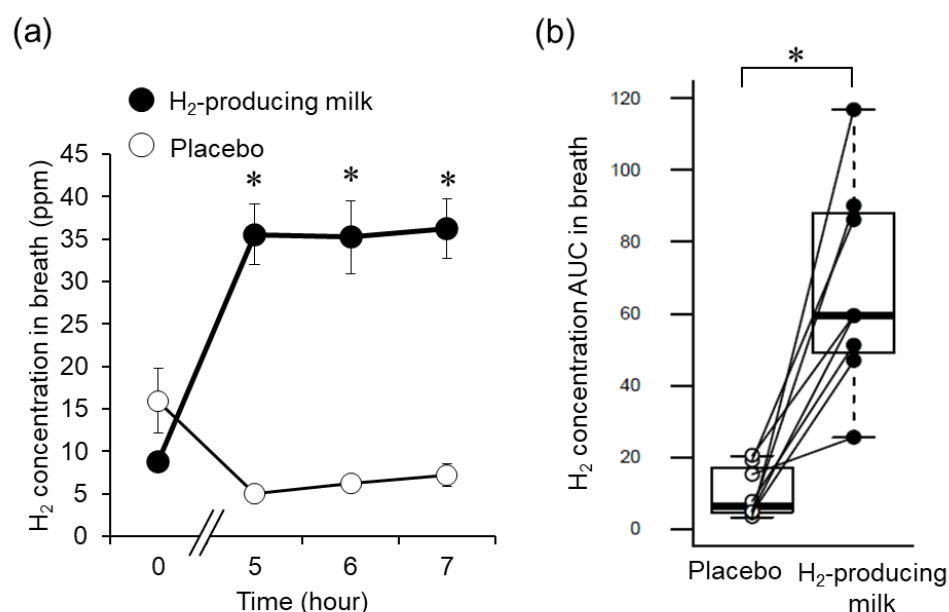 (a)
H₂-producing milk
Placebo
H₂ concentration in breath (ppm)
45
40
35
30
25
20
15
10
5
0
* * *
0 5 6 7
Time (hour)
(b)
*
H₂ concentration AUC in breath
120
100
80
60
40
20
0
Placebo H₂-producing
milk